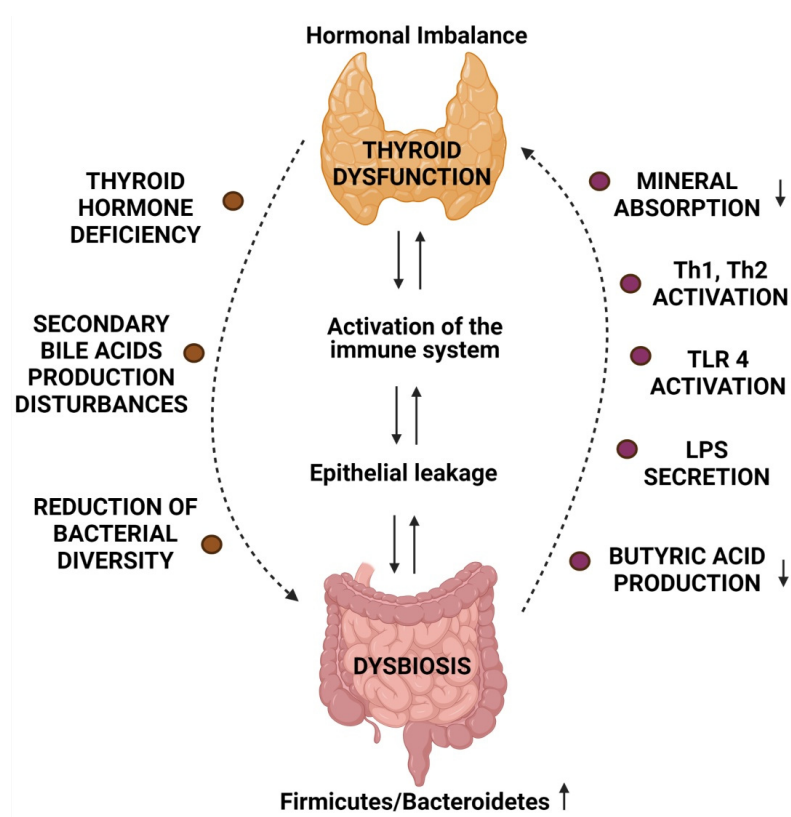 Hormonal Imbalance
THYROID
DYSFUNCTION
THYROID
HORMONE
DEFICIENCY
SECONDARY
BILE ACIDS
PRODUCTION
DISTURBANCES
REDUCTION OF
BACTERIAL
DIVERSITY
Activation of the
immune system
Epithelial leakage
MINERAL
ABSORPTION ↓
Th1, Th2
ACTIVATION
TLR 4
ACTIVATION
LPS
SECRETION
BUTYRIC ACID
PRODUCTION ↓
DYSBIOSIS
Firmicutes/Bacteroidetes ↑